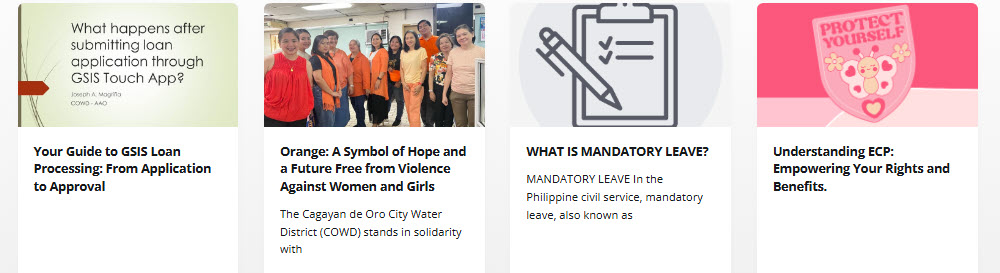 What happens after
submitting loan
application through
GSIS Touch App?
Joseph A. Magriña
COWD - AAO
Your Guide to GSIS Loan
Processing: From Application
to Approval
Orange: A Symbol of Hope and
a Future Free from Violence
Against Women and Girls
The Cagayan de Oro City Water
District (COWD) stands in solidarity
with
WHAT IS MANDATORY LEAVE?
MANDATORY LEAVE In the
Philippine civil service, mandatory
leave, also known as
PROTECT
YOURSELF
Understanding ECP:
Empowering Your Rights and
Benefits.